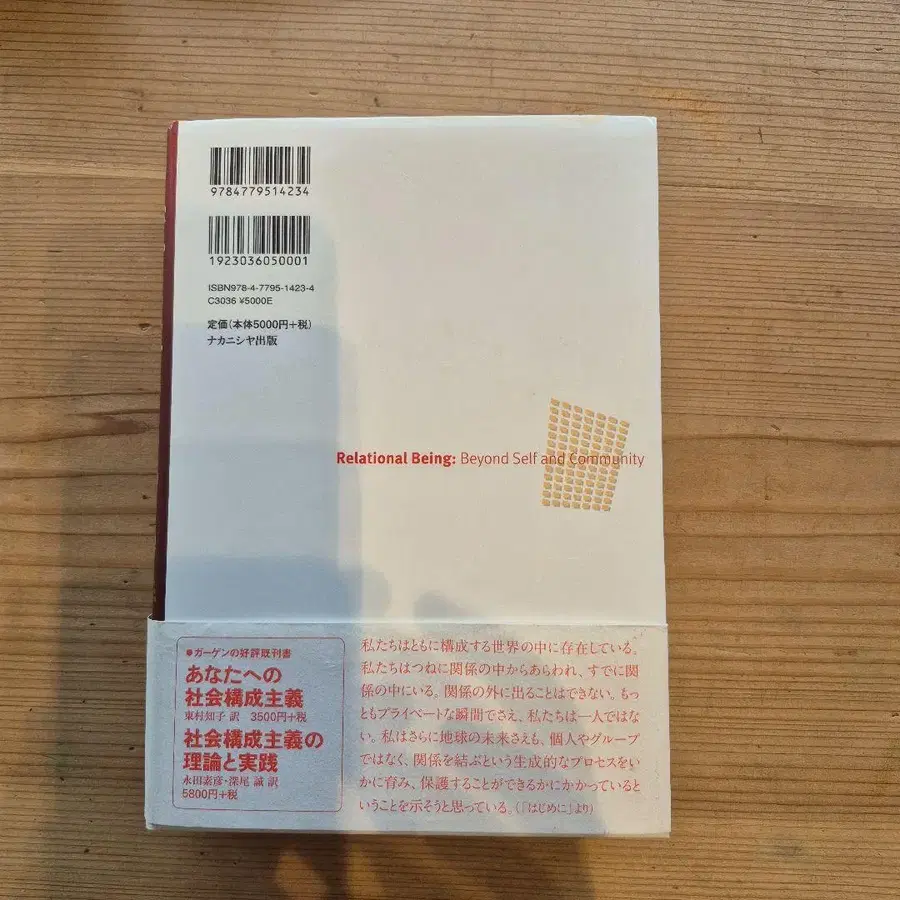 9784779514234
1923036050001
ISBN978-4-7795-1423-4
C3036 ¥5000E
定価(本体5000円+税)
ナカニシヤ出版
Relational Being: Beyond Self and Community
●ガーゲンの好評既刊書
あなたへの
社会構成主義
東村知子 訳 3500円+税
社会構成主義の
理論と実践
永田素彦・深尾 誠 訳
5800円+税
私たちはともに構成する世界の中に存在している。
私たちはつねに関係の中からあらわれ、すでに関
係の中にいる。関係の外に出ることはできない。もっ
ともプライベートな瞬間でさえ、私たちは一人ではな
い。私はさらに地球の未来さえも、個人やグループ
ではなく、関係を結ぶという生成的なプロセスをい
かに育み、保護することができるかにかかっていると
いうことを示そうと思っている。(「はじめに」より)